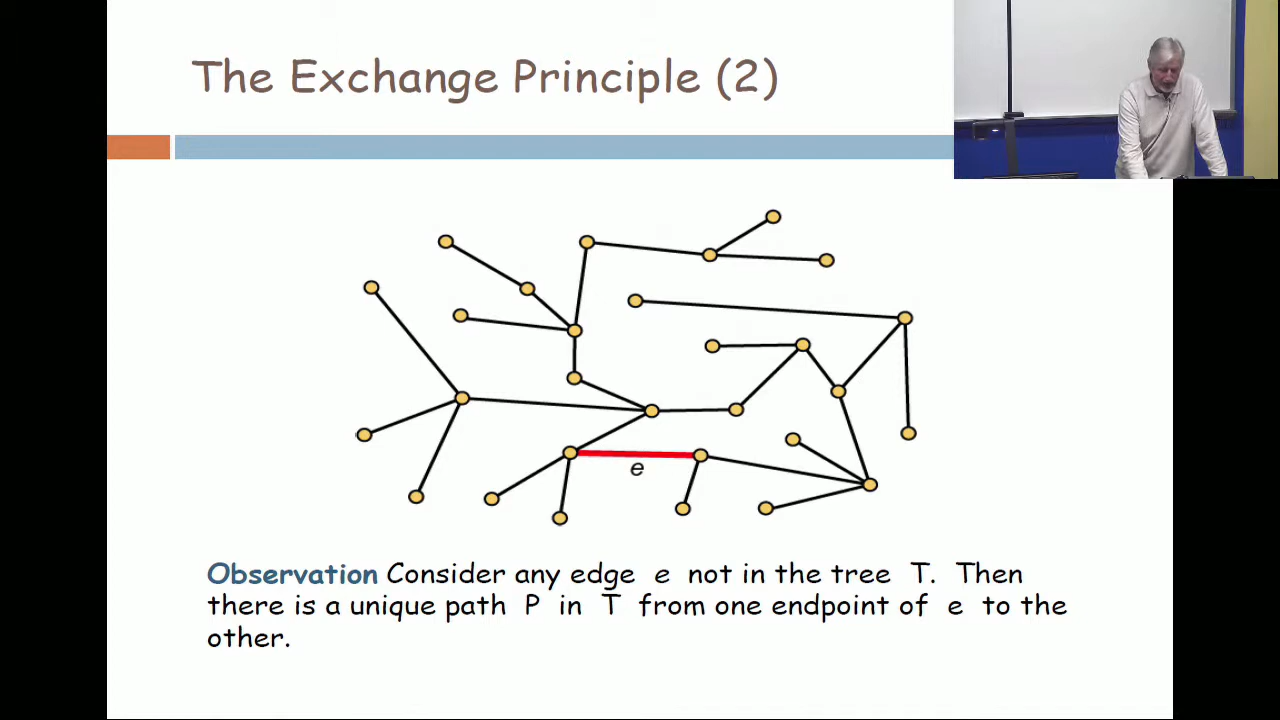 The Exchange Principle (2)
e
Observation Consider any edge e not in the tree T. Then
there is a unique path P in T from one endpoint of e to the
other.